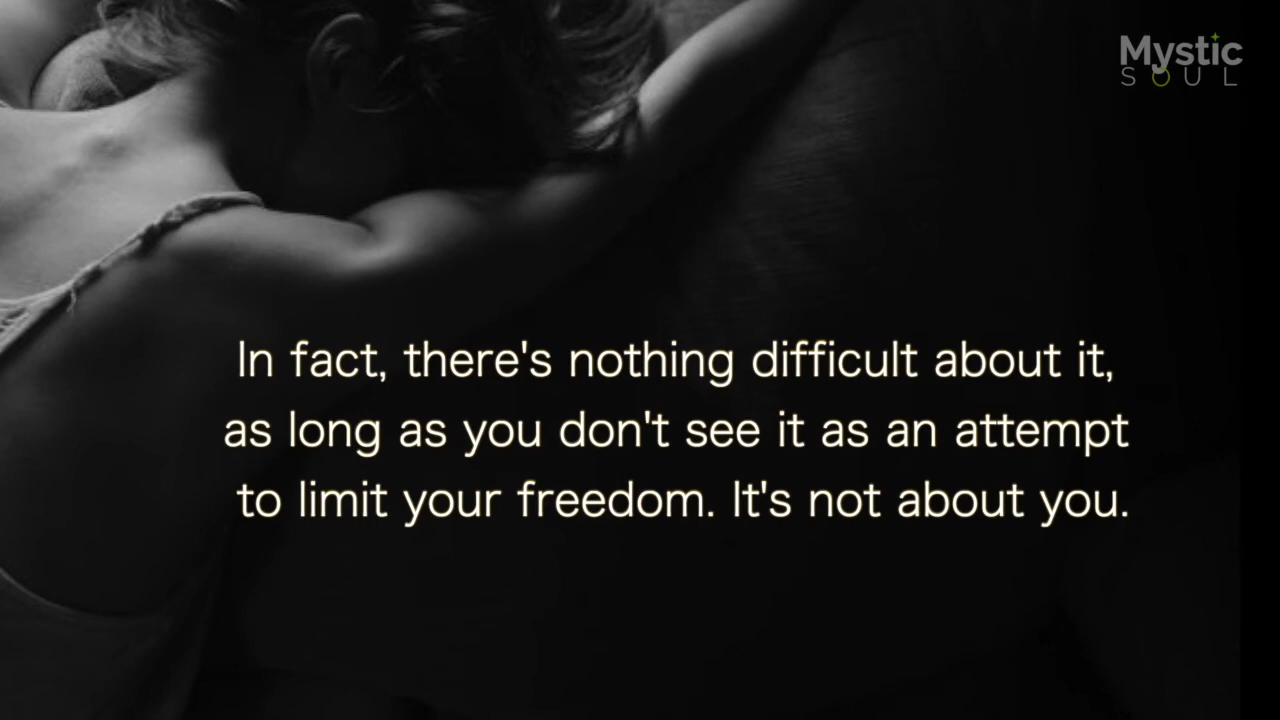 Mystic
SOUL
In fact, there's nothing difficult about it,
as long as you don't see it as an attempt
to limit your freedom. It's not about you.